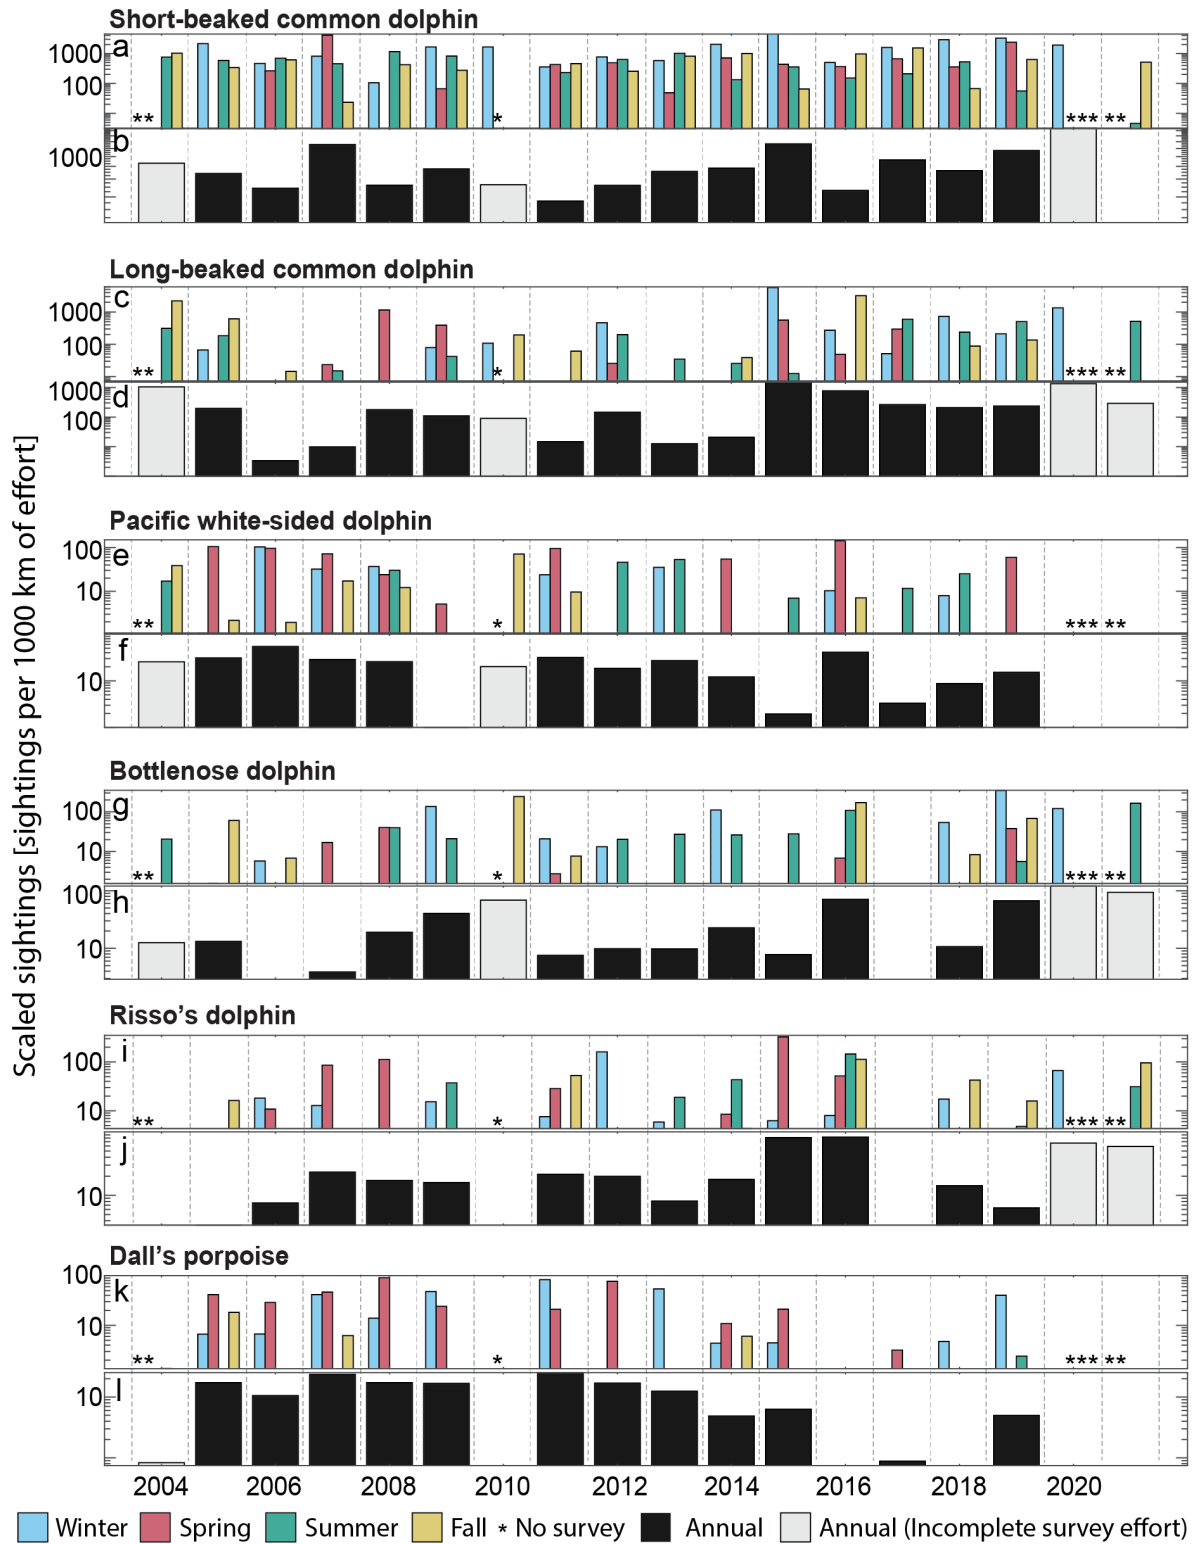 Short-beaked common dolphin
a
1000
100
** * *** **
b
1000
Long-beaked common dolphin
c
1000
100
** * *** **
d
1000
100
Pacific white-sided dolphin
e
100
10
** * *** **
f
10
Bottlenose dolphin
g
100
10
** * *** **
h
100
10
Risso's dolphin
i
100
10
** * *** **
j
10
Dall's porpoise
k
100
10
** * *** **
l
10
2004 2006 2008 2010 2012 2014 2016 2018 2020
Scaled sightings [sightings per 1000 km of effort]
Winter Spring Summer Fall * No survey Annual Annual (Incomplete survey effort)